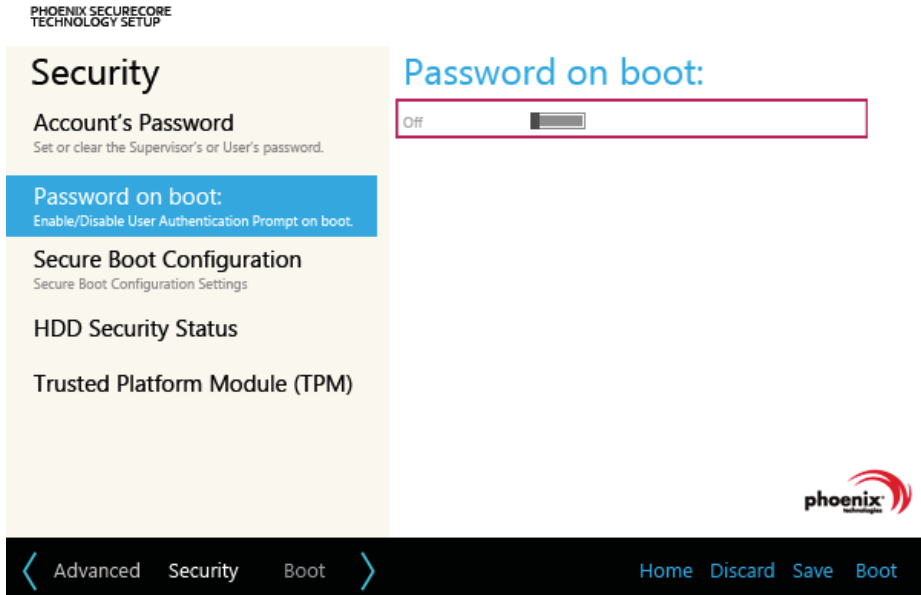 PHOENIX SECURECORE
TECHNOLOGY SETUP
Security
Account's Password
Set or clear the Supervisor's or User's password.
Password on boot:
Enable/Disable User Authentication Prompt on boot.
Secure Boot Configuration
Secure Boot Configuration Settings
HDD Security Status
Trusted Platform Module (TPM)
Password on boot:
Off
phoenix
technologies
Advanced Security Boot
Home Discard Save Boot